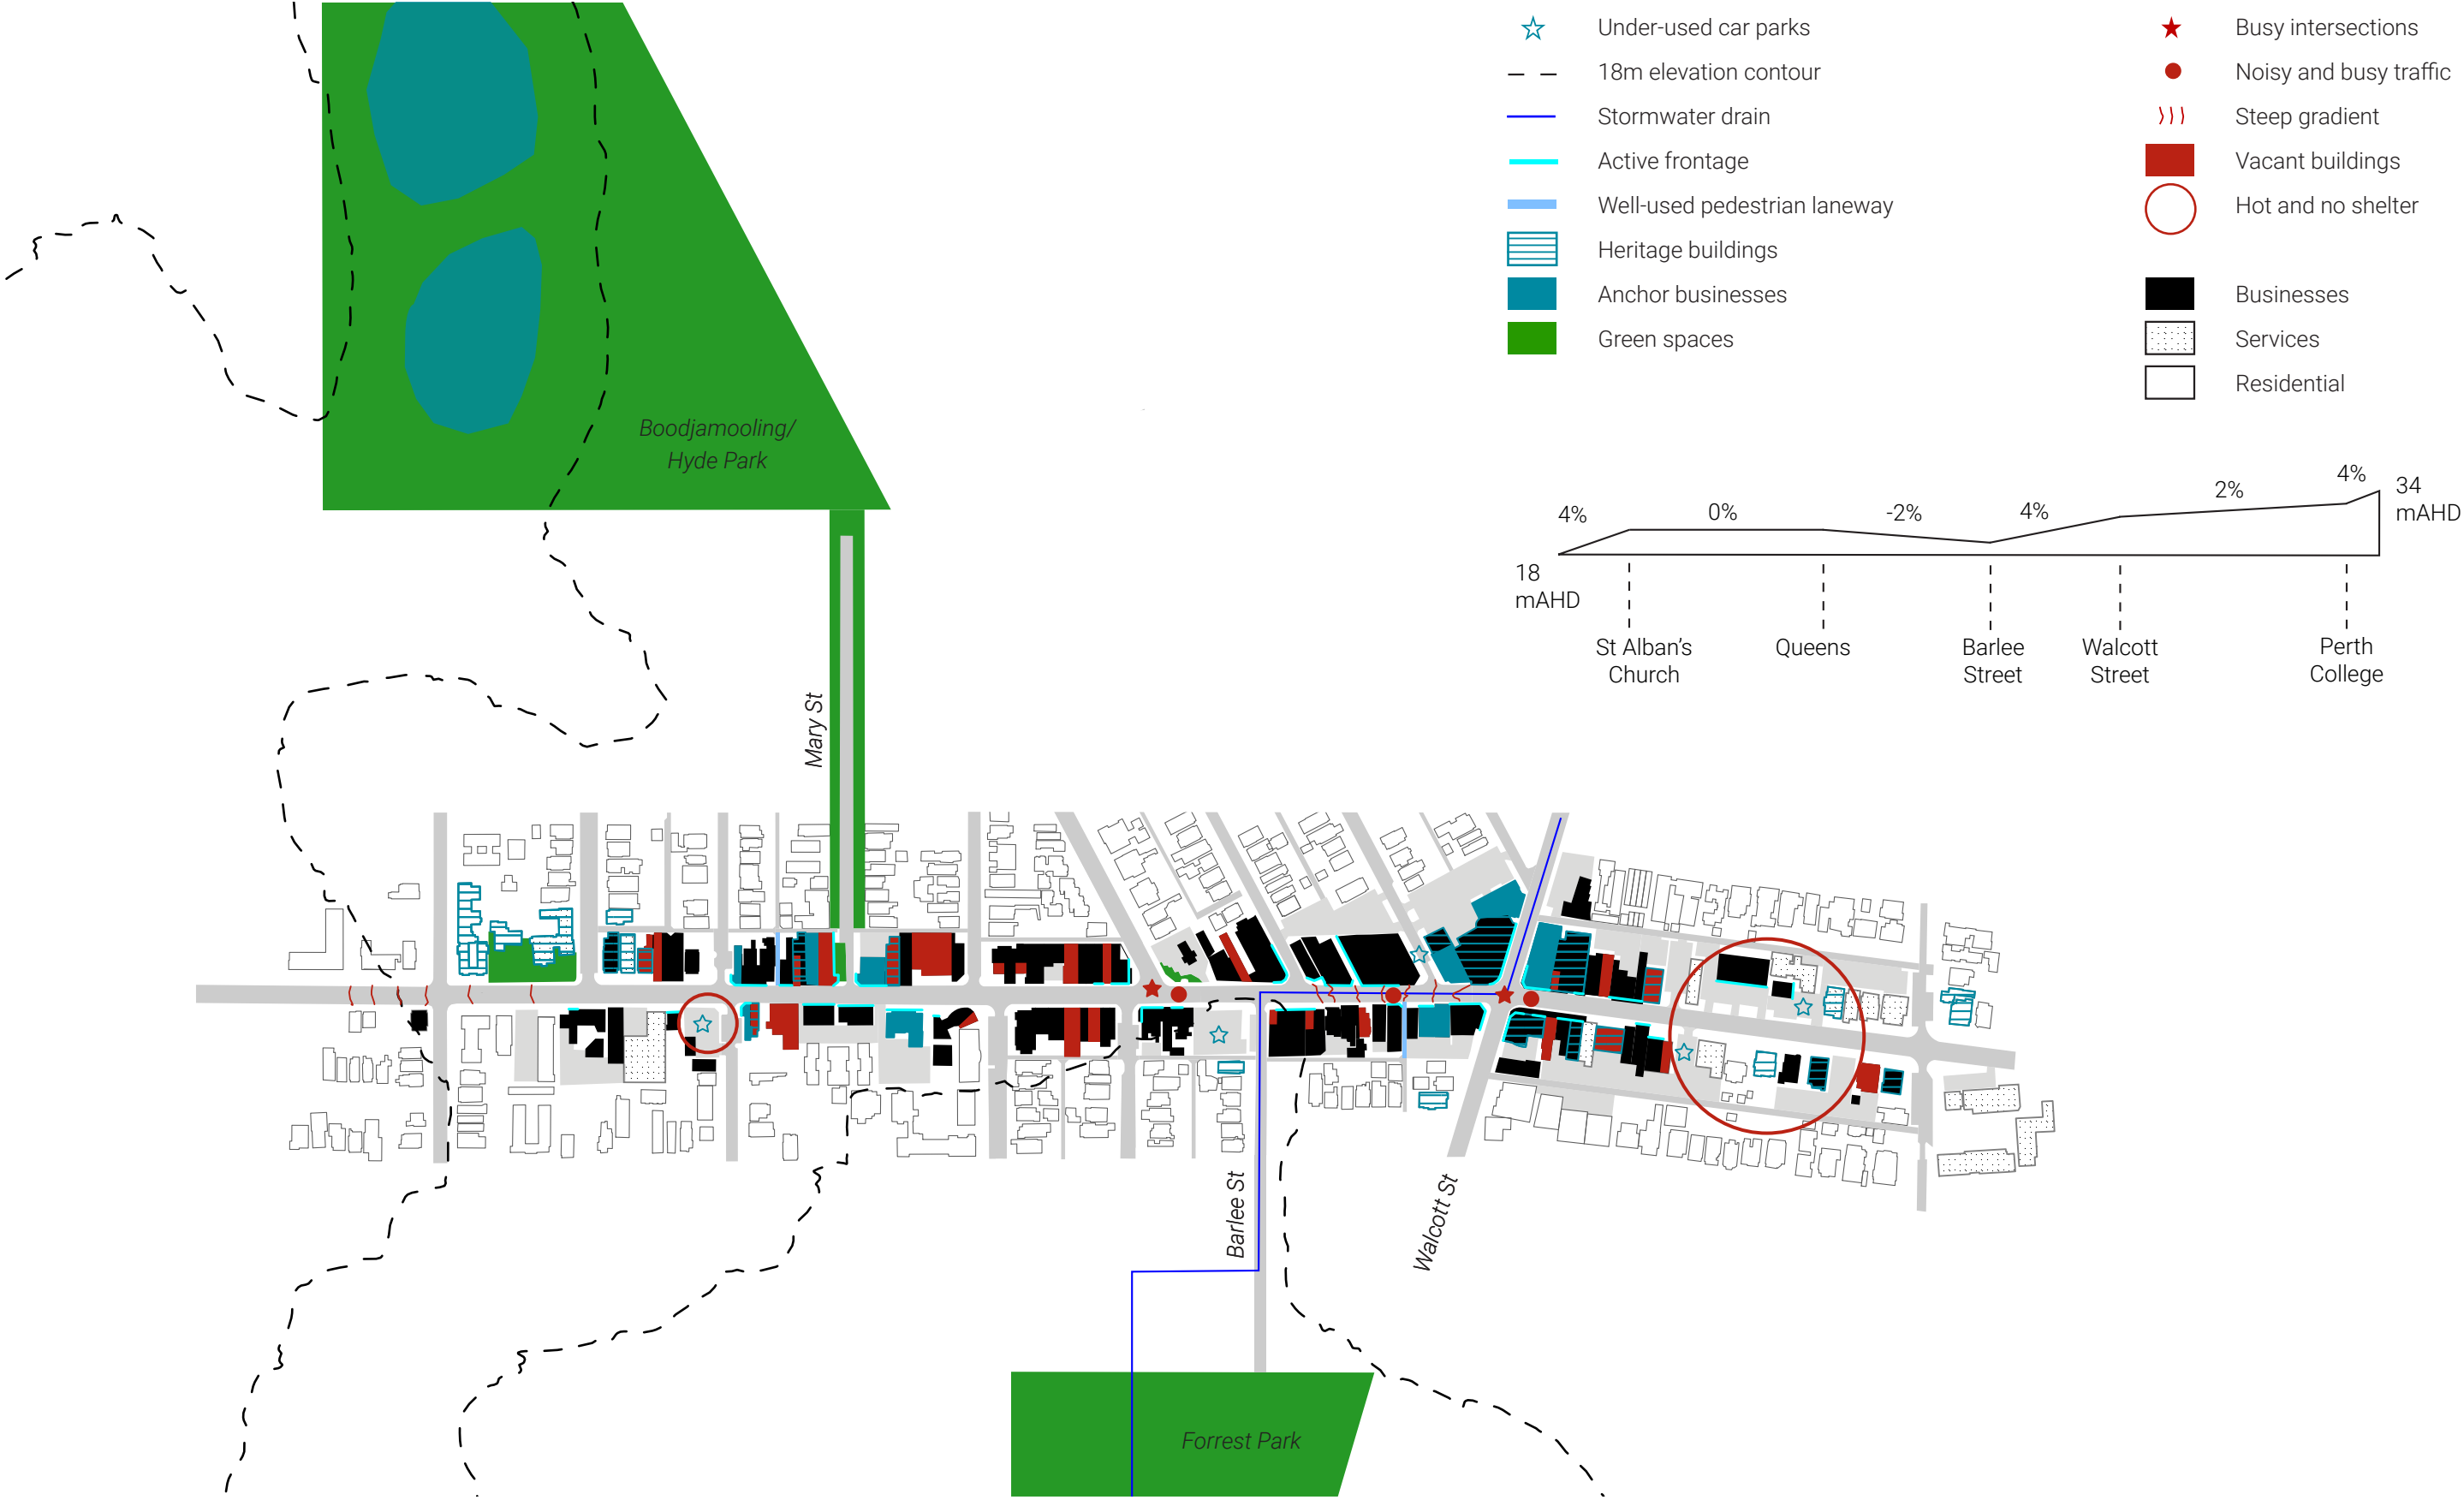 Under-used car parks
18m elevation contour
Stormwater drain
Active frontage
Well-used pedestrian laneway
Heritage buildings
Anchor businesses
Green spaces
Busy intersections
Noisy and busy traffic
Steep gradient
Vacant buildings
Hot and no shelter
Businesses
Services
Residential
Boodjamooling/
Hyde Park
4%
0%
-2%
4%
2%
4%
34
mAHD
18
mAHD
St Alban's
Church
Queens
Barlee
Street
Walcott
Street
Perth
College
Mary St
Barlee St
Walcott St
Forrest Park